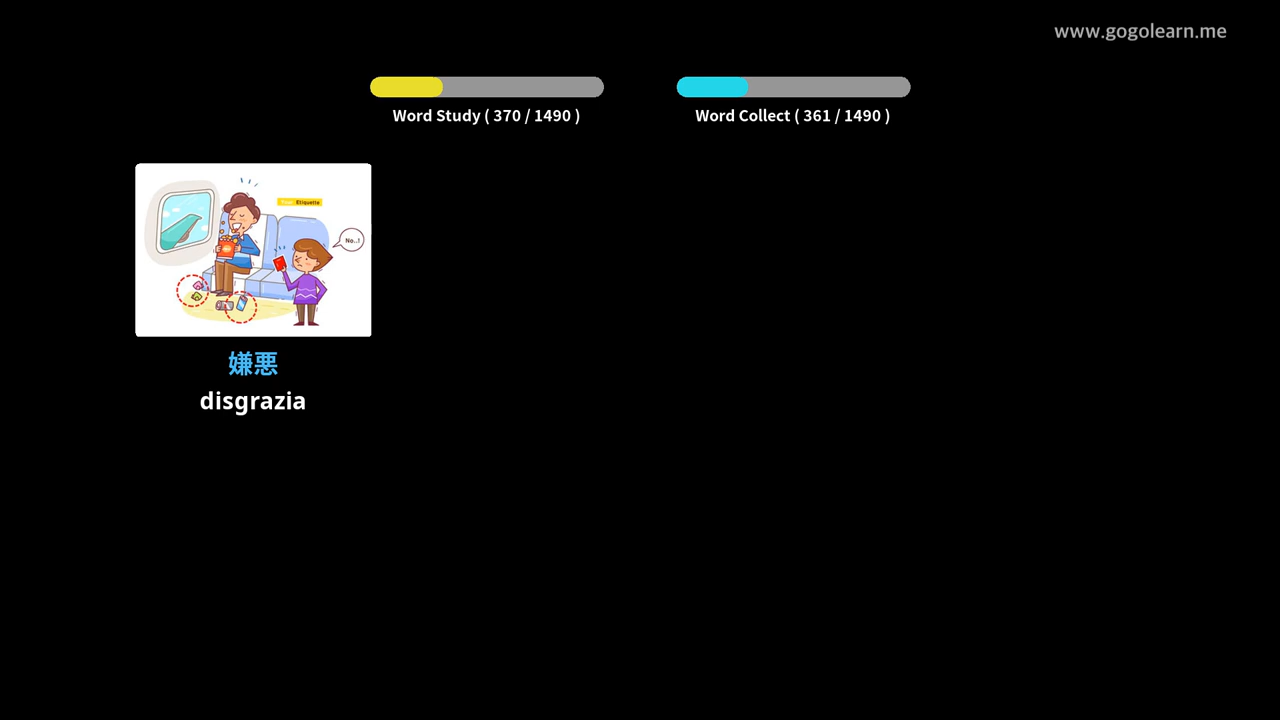 www.gogolearn.me
Word Study ( 370 / 1490 )
Word Collect ( 361 / 1490 )
Etiquette
No..!
嫌悪
disgrazia